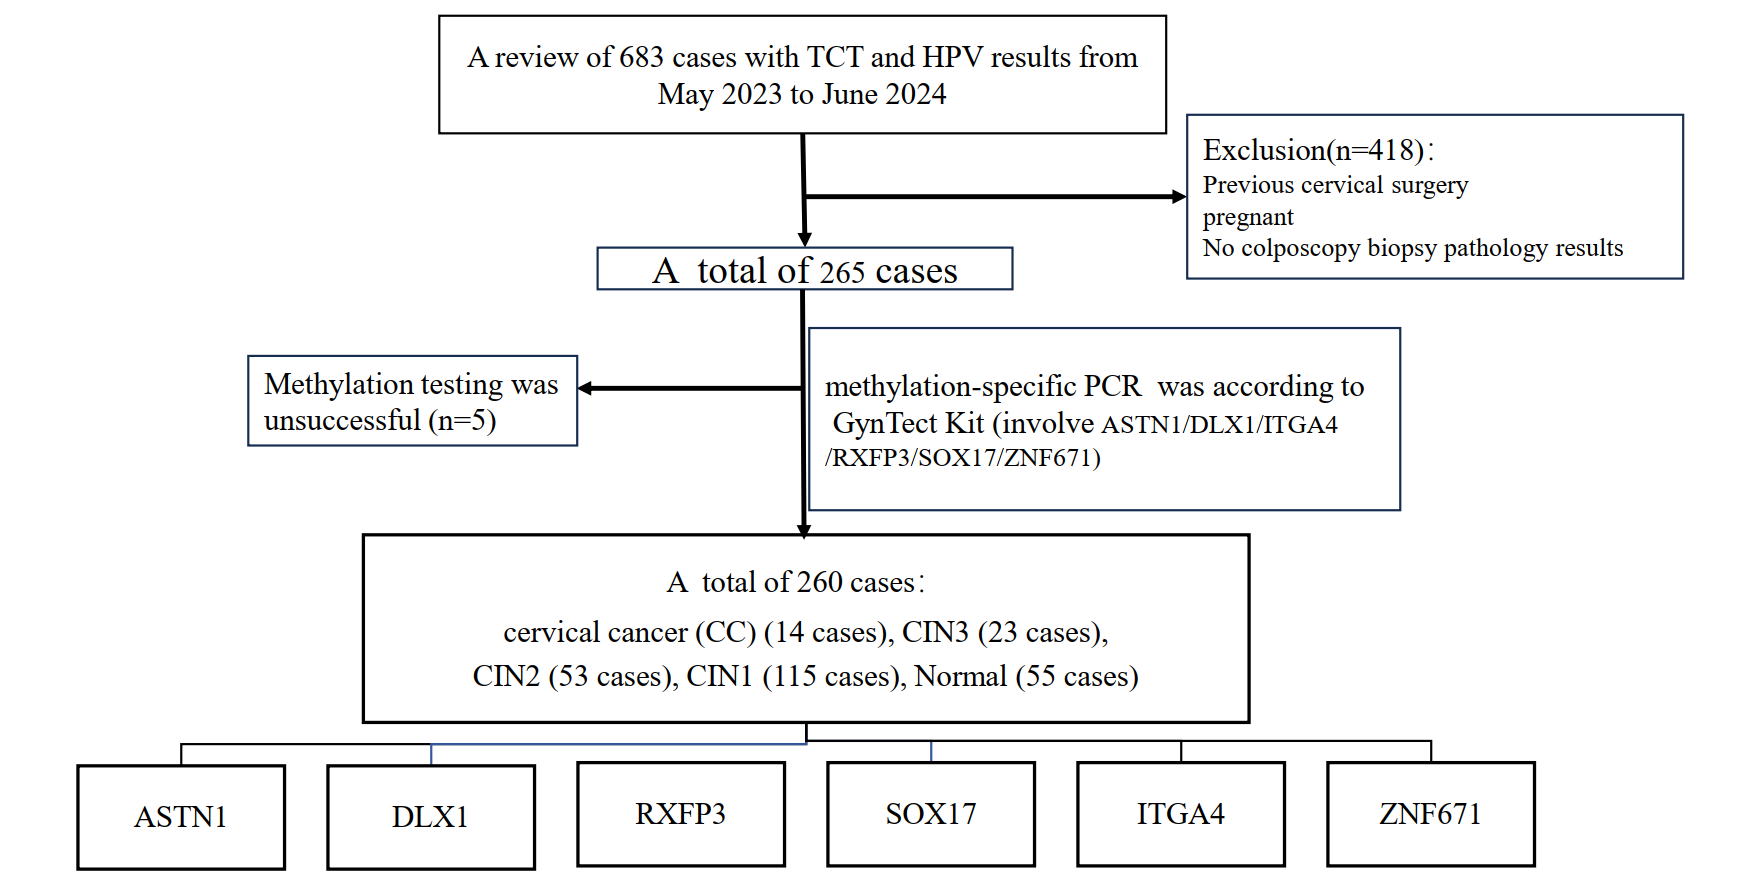 A review of 683 cases with TCT and HPV results from
May 2023 to June 2024
Exclusion(n=418)：
Previous cervical surgery
pregnant
No colposcopy biopsy pathology results
A total of 265 cases
Methylation testing was
unsuccessful (n=5)
methylation-specific PCR was according to
GynTect Kit (involve ASTN1/DLX1/ITGA4
/RXFP3/SOX17/ZNF671)
A total of 260 cases：
cervical cancer (CC) (14 cases), CIN3 (23 cases),
CIN2 (53 cases), CIN1 (115 cases), Normal (55 cases)
ASTN1
DLX1
RXFP3
SOX17
ITGA4
ZNF671